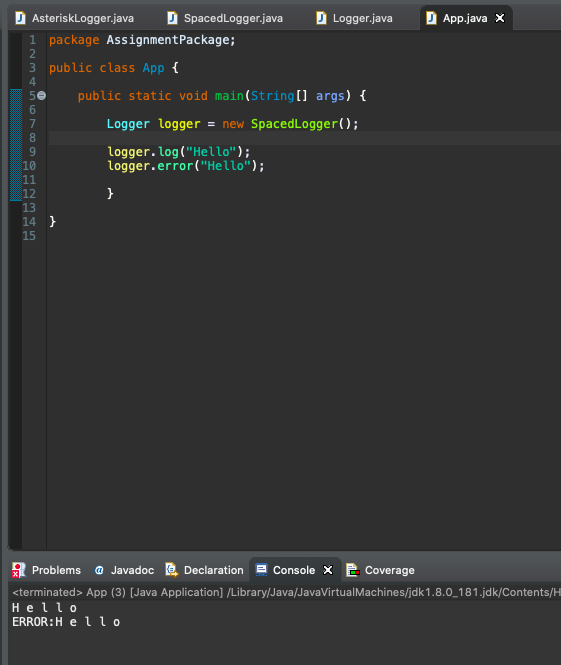 AsteriskLogger.java SpacedLogger.java Logger.java App.java
1 package AssignmentPackage;
2
3 public class App {
4
5 public static void main(String[] args) {
6
7 Logger logger = new SpacedLogger();
8
9 logger.log("Hello");
10 logger.error("Hello");
11
12 }
13
14 }
15
Problems @ Javadoc Declaration Console Coverage
<terminated> App (3) [Java Application] /Library/Java/JavaVirtualMachines/jdk1.8.0_181.jdk/Contents/H
H e l l o
ERROR:H e l l o